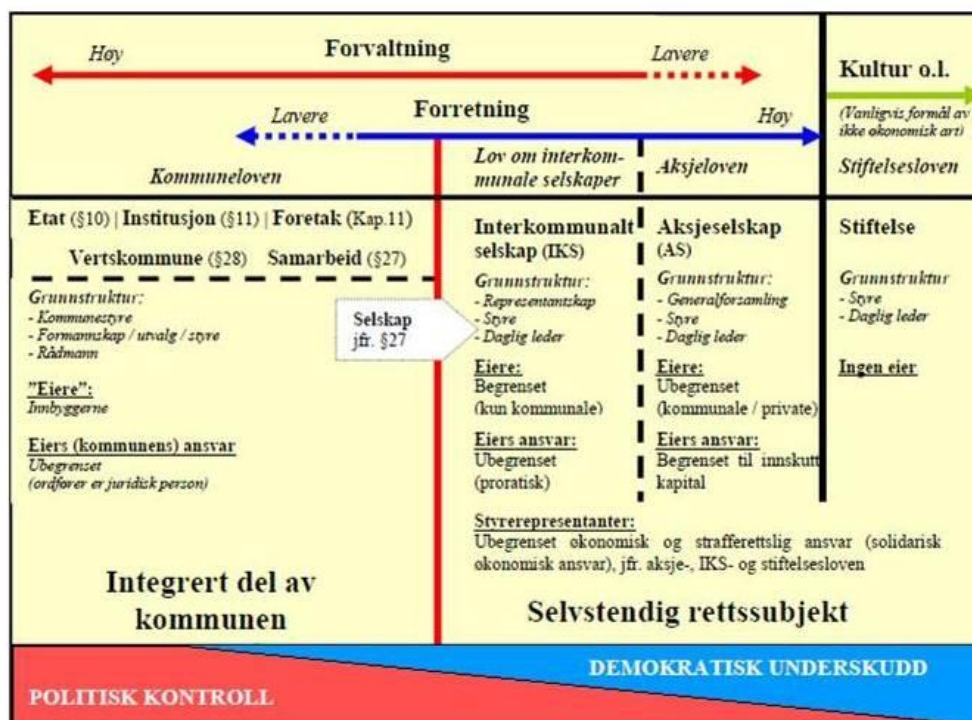 Høy Forvaltning Lavere
Kultur o.l.
Lavere Forretning Høy
(Vanligvis formål av
ikke økonomisk art)
Kommuneloven
Lov om interkom-
munale selskaper
Aksjeloven
Stiftelsesloven
Etat (§10) | Institusjon (§11) | Foretak (Kap.11)
Vertskommune (§28) Samarbeid (§27)
Grunnstruktur:
- Kommunestyre
- Formannskap / utvalg / styre
- Rådmann
"Eiere":
Innbyggerne
Eiers (kommunens) ansvar
Ubegrenset
(ordfører er juridisk person)
Integrert del av
kommunen
Selskap
jfr. §27
Interkommunalt
selskap (IKS)
Grunnstruktur:
- Representantskap
- Styre
- Daglig leder
Eiere:
Begrenset
(kun kommunale)
Eiers ansvar:
Ubegrenset
(proratisk)
Aksjeselskap
(AS)
Grunnstruktur:
- Generalforsamling
- Styre
- Daglig leder
Eiere:
Ubegrenset
(kommunale / private)
Eiers ansvar:
Begrenset til innskutt
kapital
Stiftelse
Grunnstruktur
- Styre
- Daglig leder
Ingen eier
Styrerepresentanter:
Ubegrenset økonomisk og strafferettslig ansvar (solidarisk
økonomisk ansvar), jfr. aksje-, IKS- og stiftelsesloven
Selvstendig rettssubjekt
DEMOKRATISK UNDERSKUDD
POLITISK KONTROLL